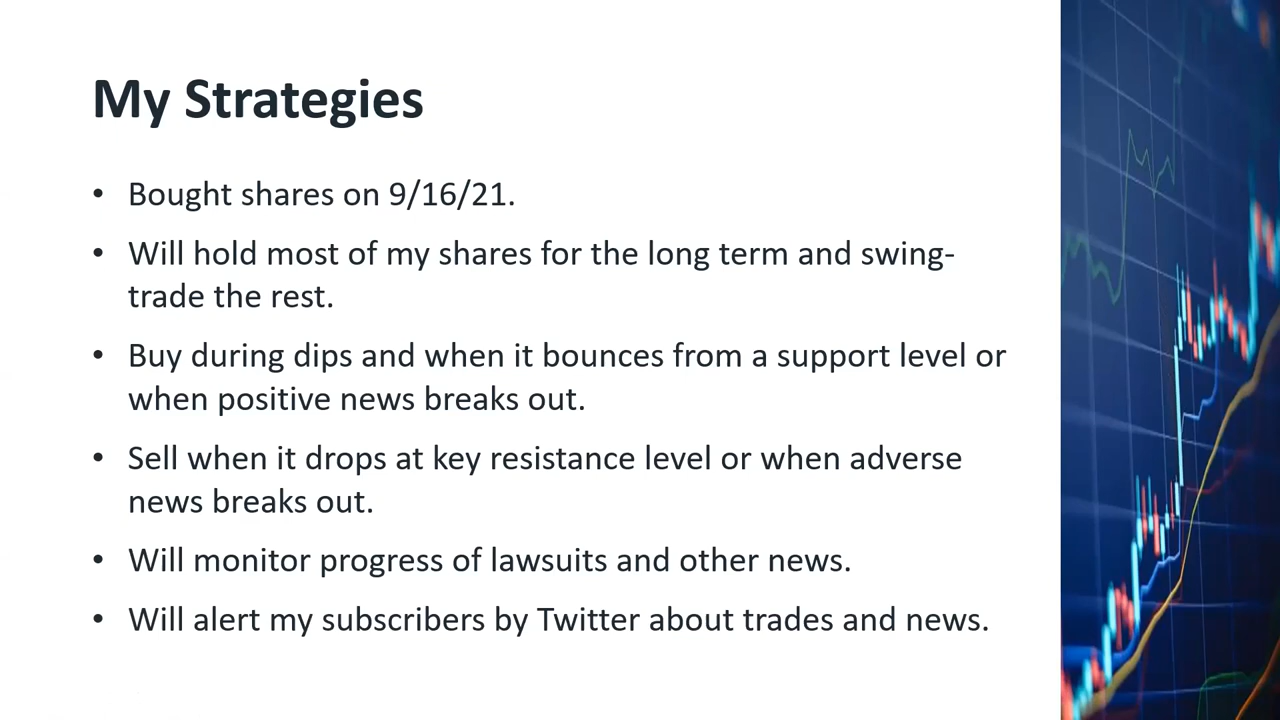 My Strategies
• Bought shares on 9/16/21.
• Will hold most of my shares for the long term and swing-
trade the rest.
• Buy during dips and when it bounces from a support level or
when positive news breaks out.
• Sell when it drops at key resistance level or when adverse
news breaks out.
• Will monitor progress of lawsuits and other news.
• Will alert my subscribers by Twitter about trades and news.